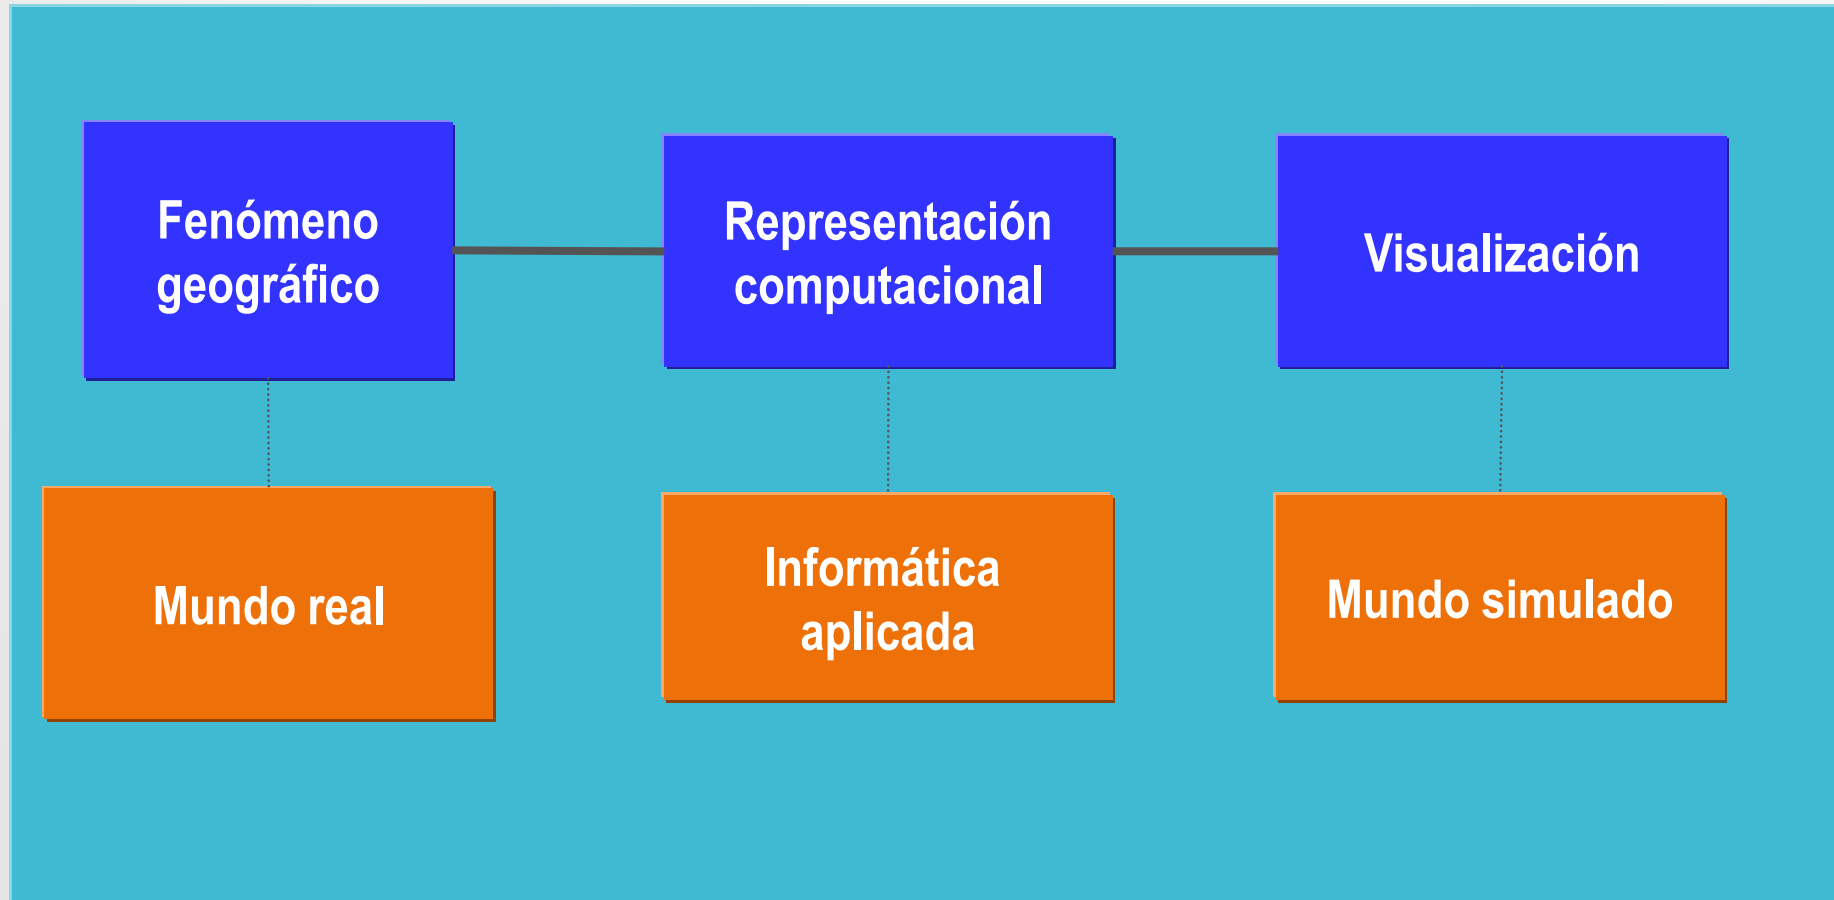 Fenómeno
geográfico
Representación
computacional
Visualización
Mundo real
Informática
aplicada
Mundo simulado